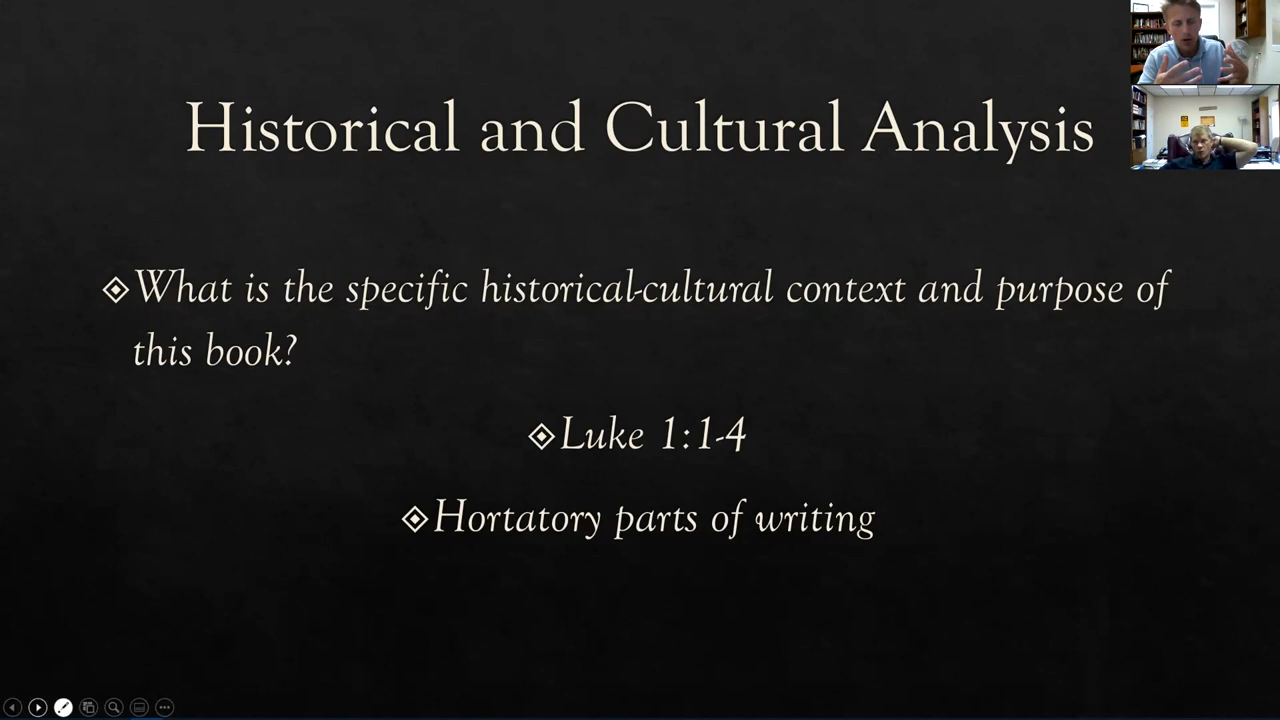 Historical and Cultural Analysis
What is the specific historical-cultural context and purpose of
this book?
Luke 1:1-4
Hortatory parts of writing